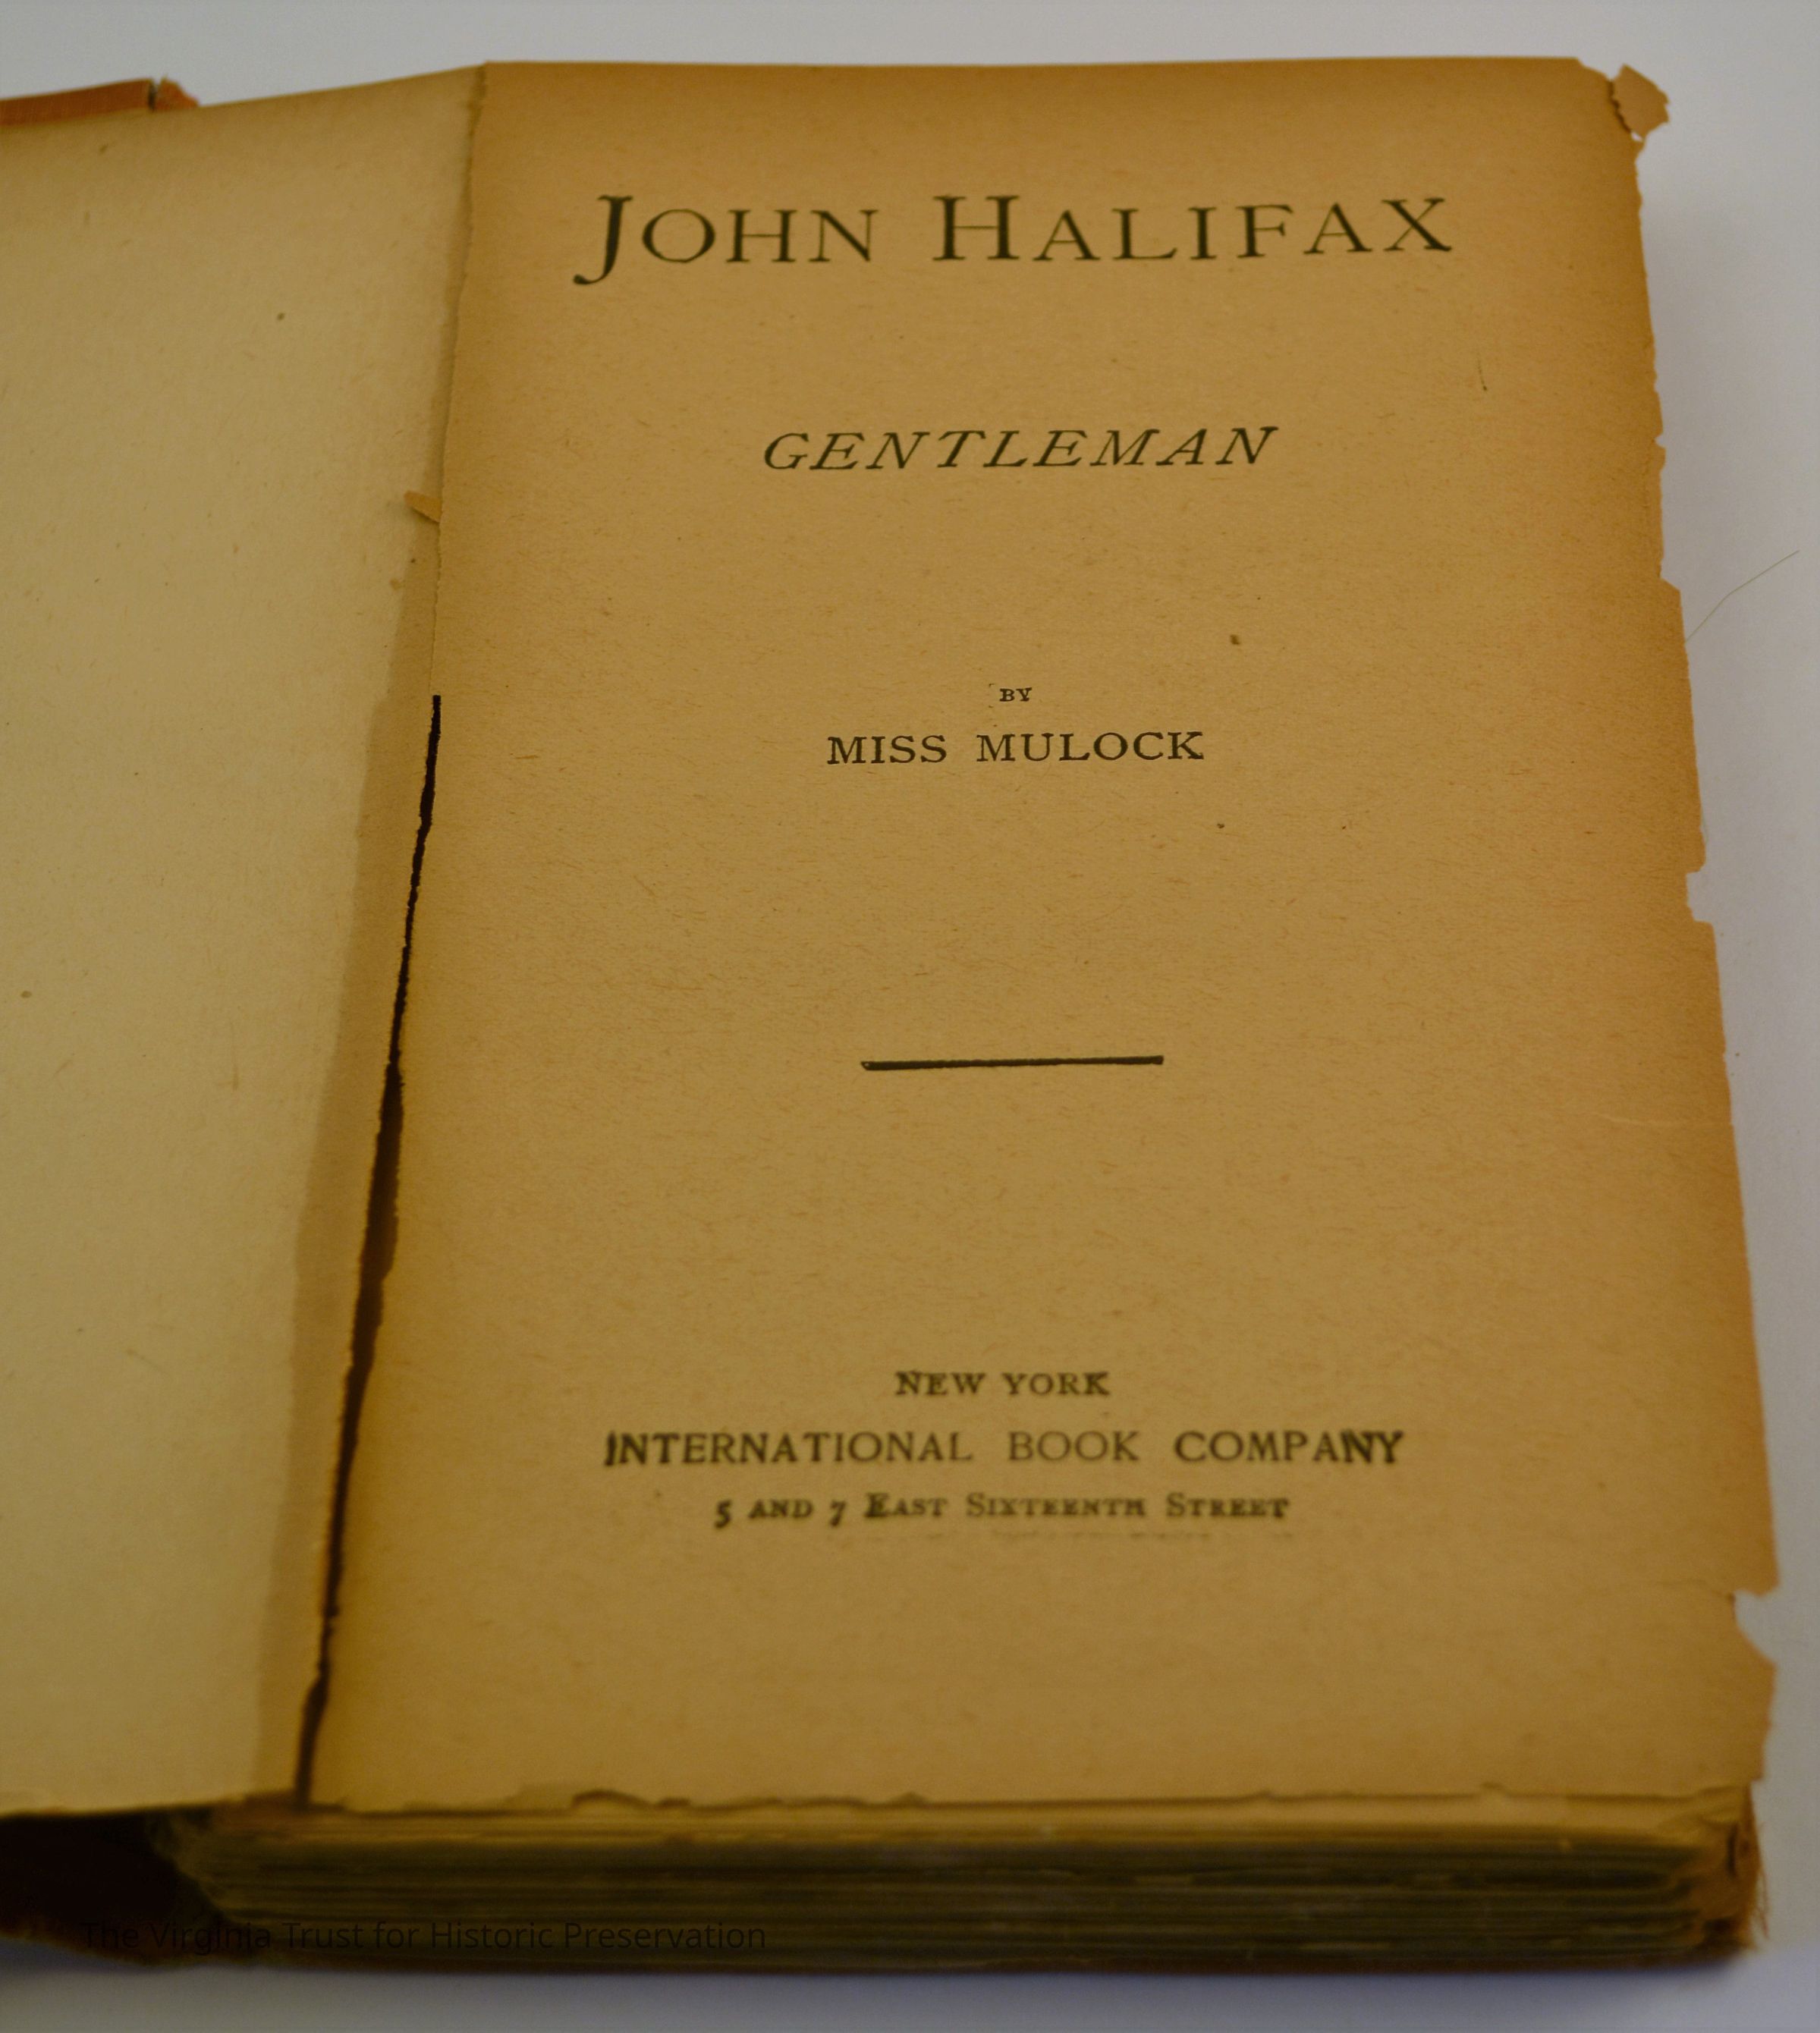 JOHN HALIFAX
GENTLEMAN
BY
MISS MULOCK
NEW YORK
INTERNATIONAL BOOK COMPANY
5 AND 7 EAST SIXTEENTH STREET
The Virginia Trust for Historic Preservation